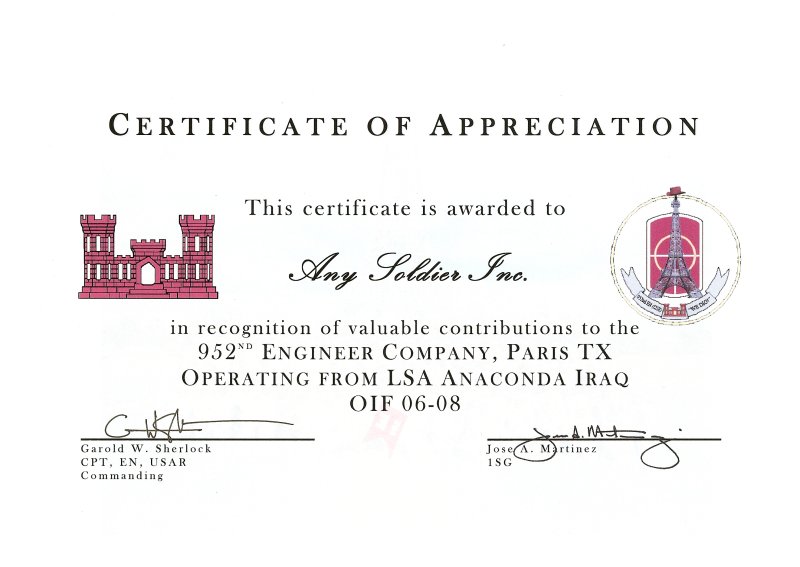 CERTIFICATE OF APPRECIATION
This certificate is awarded to
Any Soldier Inc.
in recognition of valuable contributions to the
952ND ENGINEER COMPANY, PARIS TX
OPERATING FROM LSA ANACONDA IRAQ
OIF 06-08
Garold W. Sherlock
CPT, EN, USAR
Commanding
Jose A. Martinez
1SG